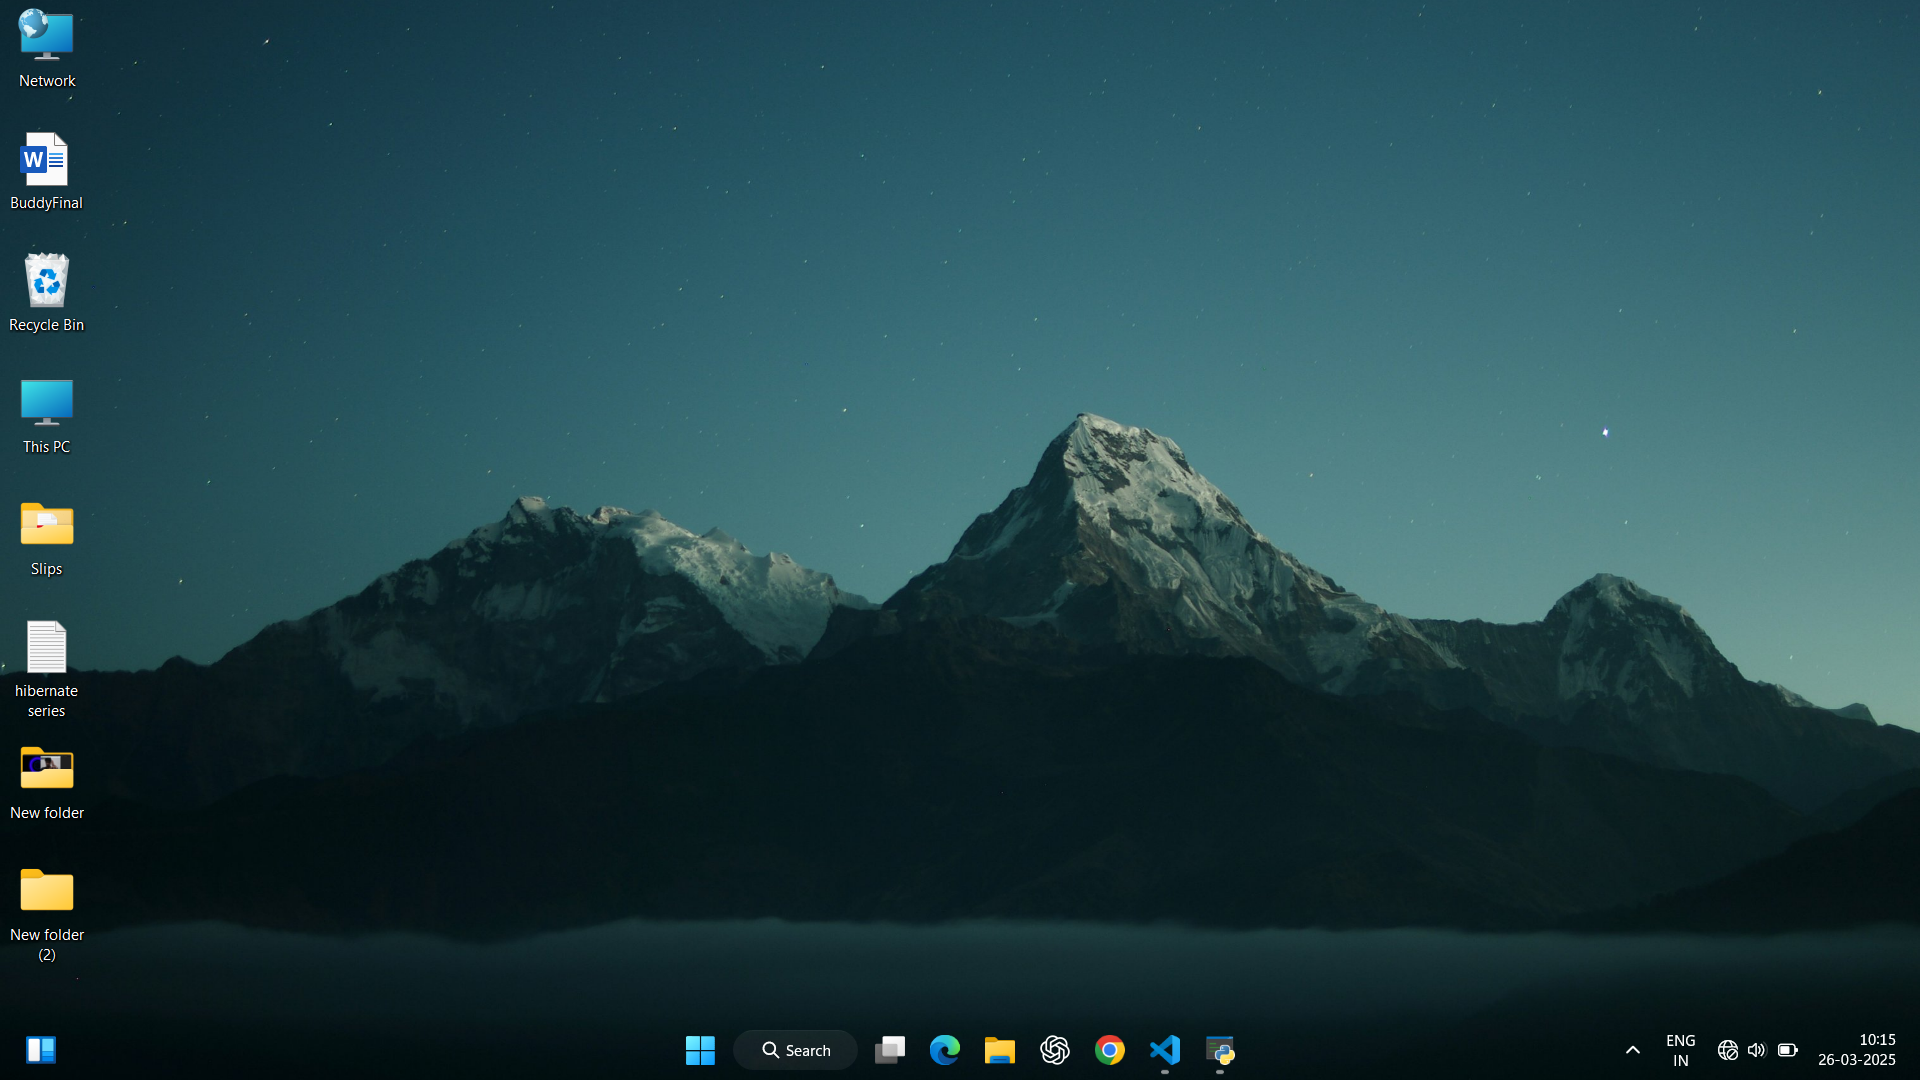 Network
BuddyFinal
Recycle Bin
This PC
Slips
hibernate
series
New folder
New folder
(2)
Search
ENG
IN
10:15
26-03-2025